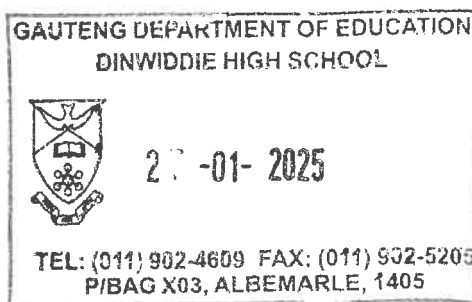 GAUTENG DEPARTMENT OF EDUCATION
DINWIDDIE HIGH SCHOOL
-01- 2025
TEL: (011) 902-4609 FAX: (011) 902-5205
P/BAG X03, ALBEMARLE, 1405